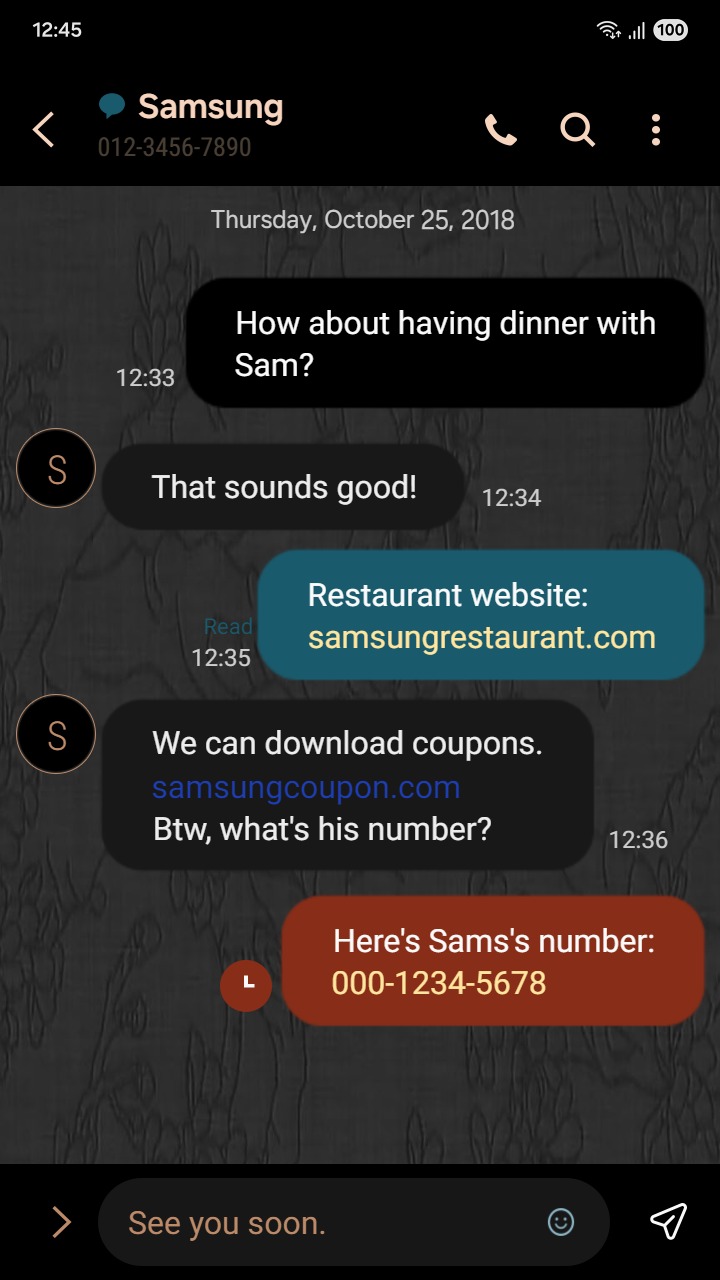 12:45
100
Samsung
012-3456-7890
Thursday, October 25, 2018
How about having dinner with
Sam?
12:33
S
That sounds good!
12:34
Restaurant website:
samsungrestaurant.com
Read
12:35
S
We can download coupons.
samsungcoupon.com
Btw, what's his number?
12:36
Here's Sams's number:
000-1234-5678
See you soon.